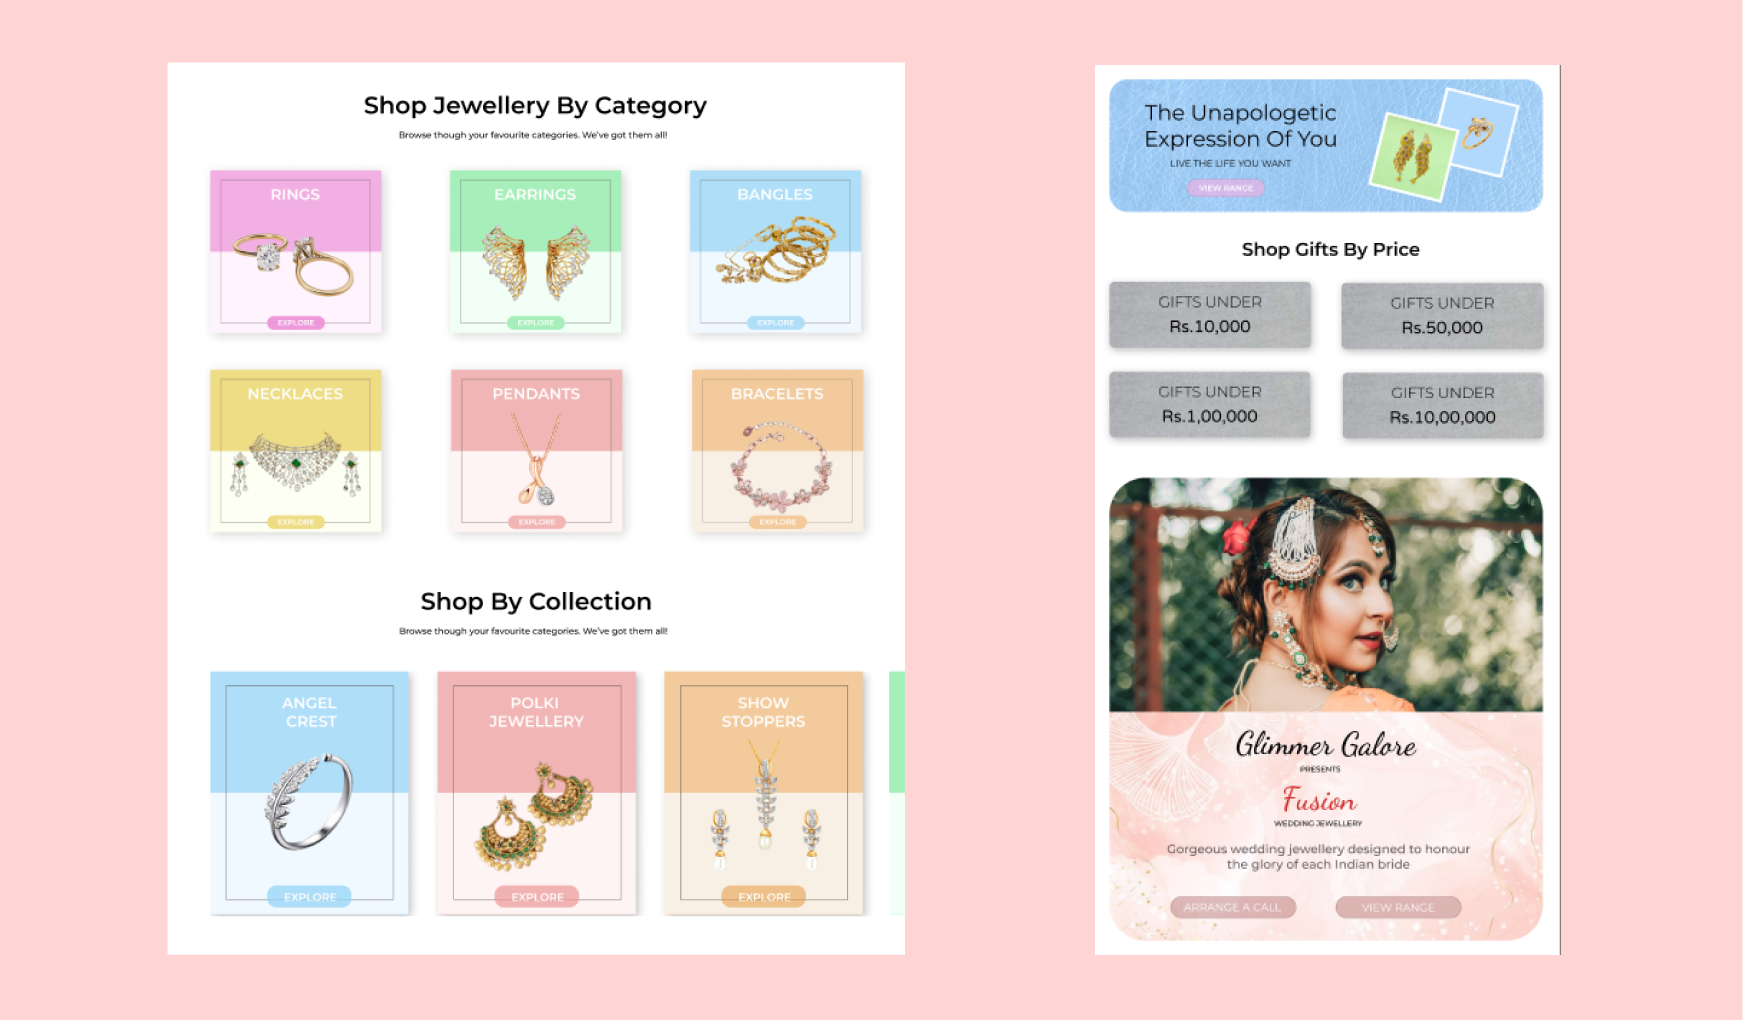 Shop Jewellery By Category
Browse though your favourite categories. We've got them all!
RINGS
EXPLORE
EARRINGS
EXPLORE
BANGLES
EXPLORE
NECKLACES
EXPLORE
PENDANTS
EXPLORE
BRACELETS
EXPLORE
Shop By Collection
Browse though your favourite categories. We've got them all!
ANGEL
CREST
EXPLORE
POLKI
JEWELLERY
EXPLORE
SHOW
STOPPERS
EXPLORE
The Unapologetic
Expression Of You
LIVE THE LIFE YOU WANT
VIEW RANGE
Shop Gifts By Price
GIFTS UNDER
Rs.10,000
GIFTS UNDER
Rs.50,000
GIFTS UNDER
Rs.1,00,000
GIFTS UNDER
Rs.10,00,000
Glimmer Galore
PRESENTS
Fusion
WEDDING JEWELLERY
Gorgeous wedding jewellery designed to honour
the glory of each Indian bride
ARRANGE A CALL
VIEW RANGE